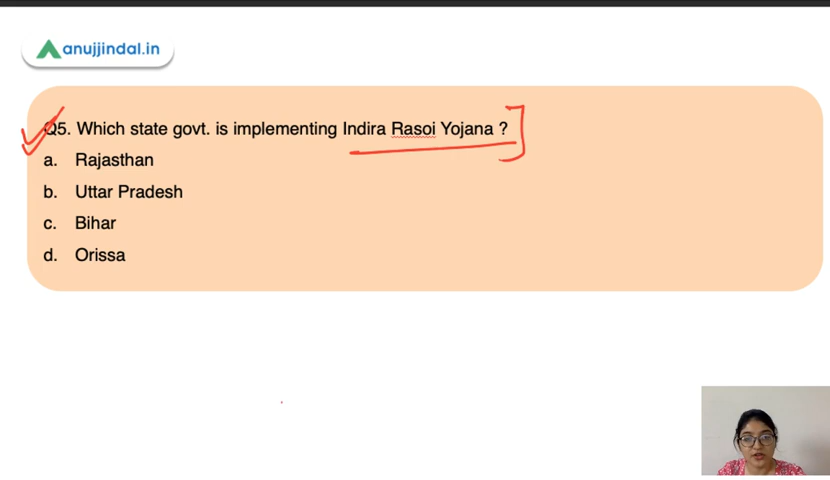 anujjindal.in
Q5. Which state govt. is implementing Indira Rasoi Yojana ?
a. Rajasthan
b. Uttar Pradesh
c. Bihar
d. Orissa